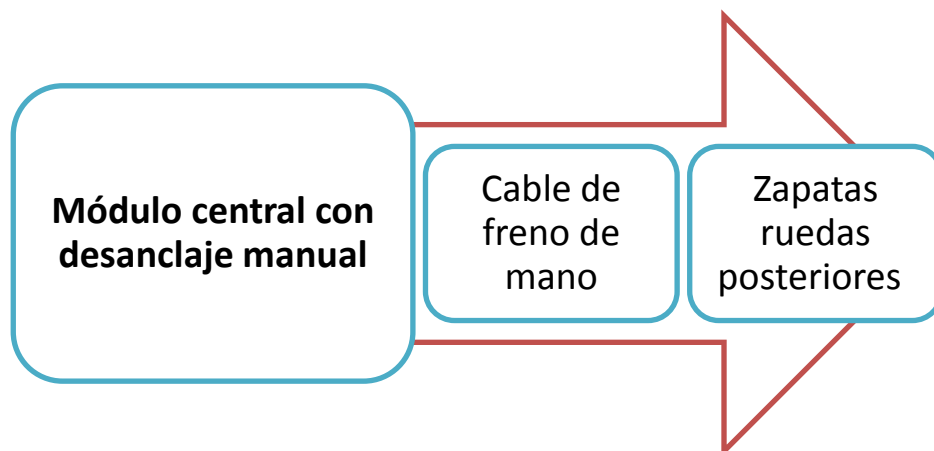 Módulo central con
desanclaje manual
Cable de
freno de
mano
Zapatas
ruedas
posteriores